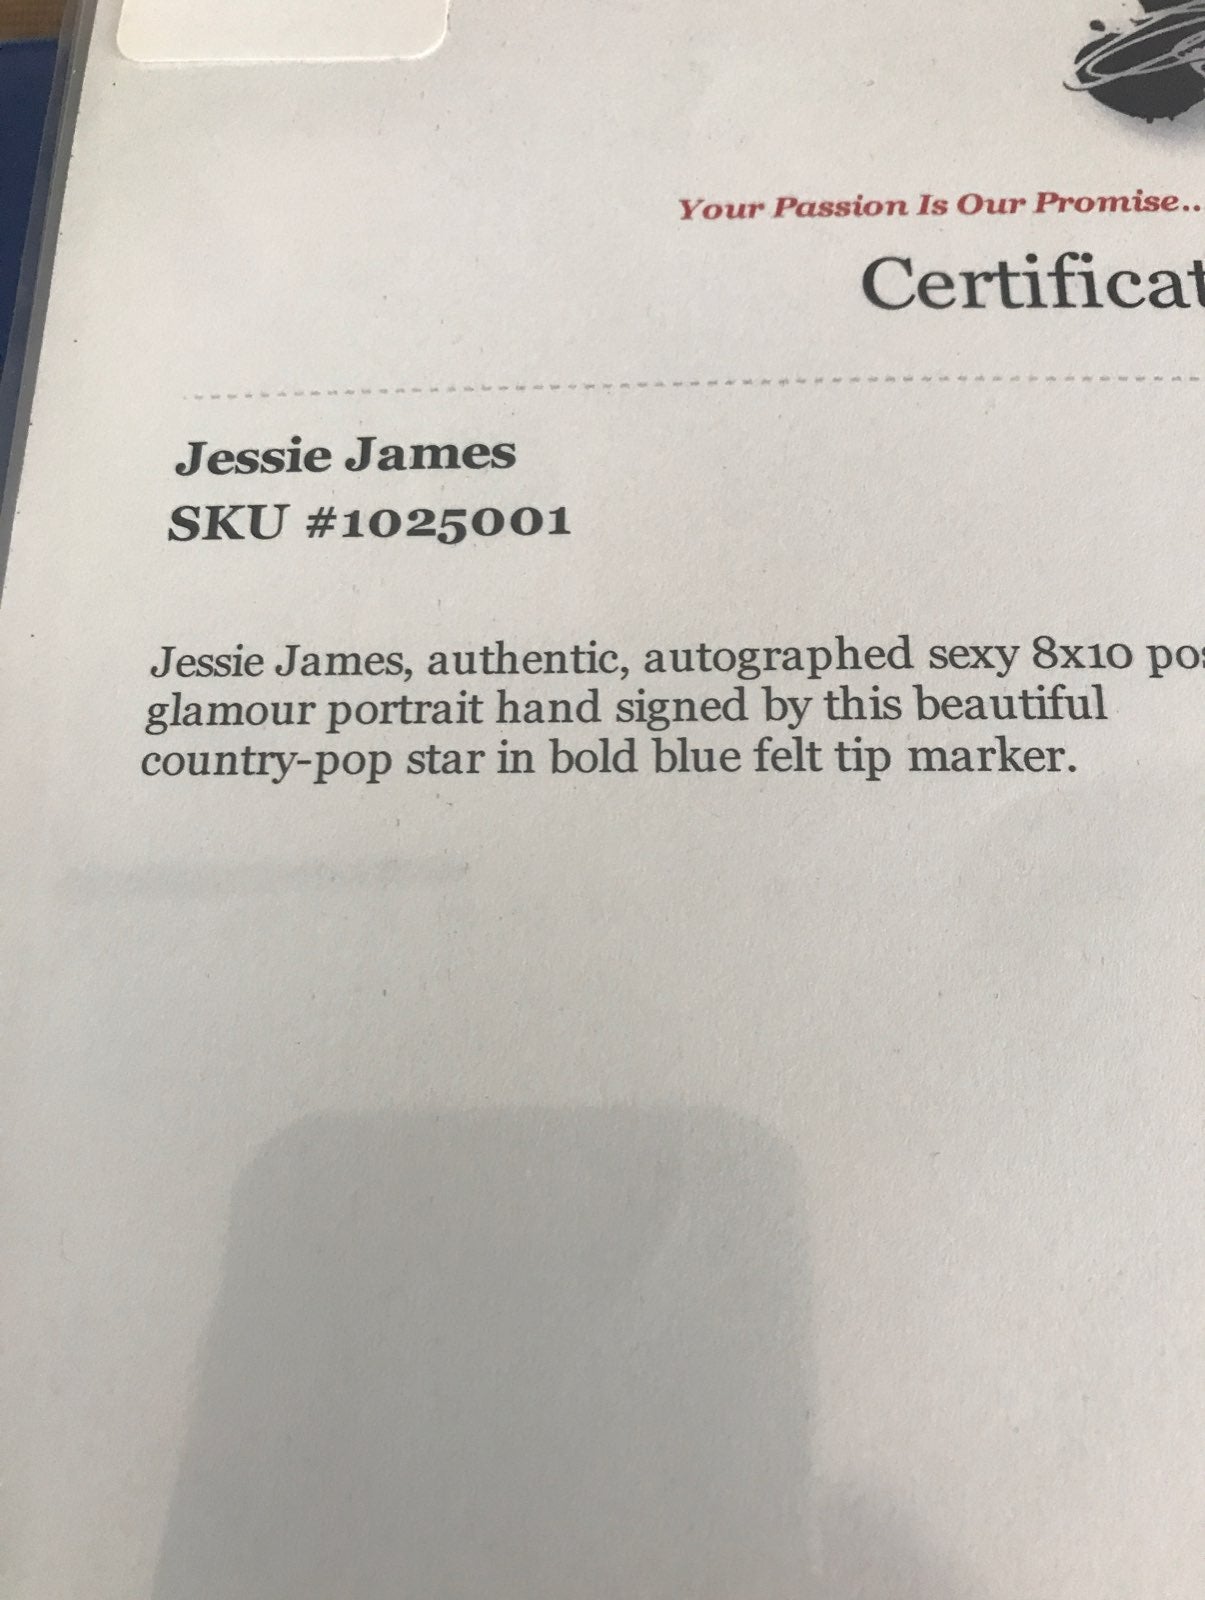 Your Passion Is Our Promise..
Certificat
Jessie James
SKU #1025001
Jessie James, authentic, autographed sexy 8x10 pos
glamour portrait hand signed by this beautiful
country-pop star in bold blue felt tip marker.